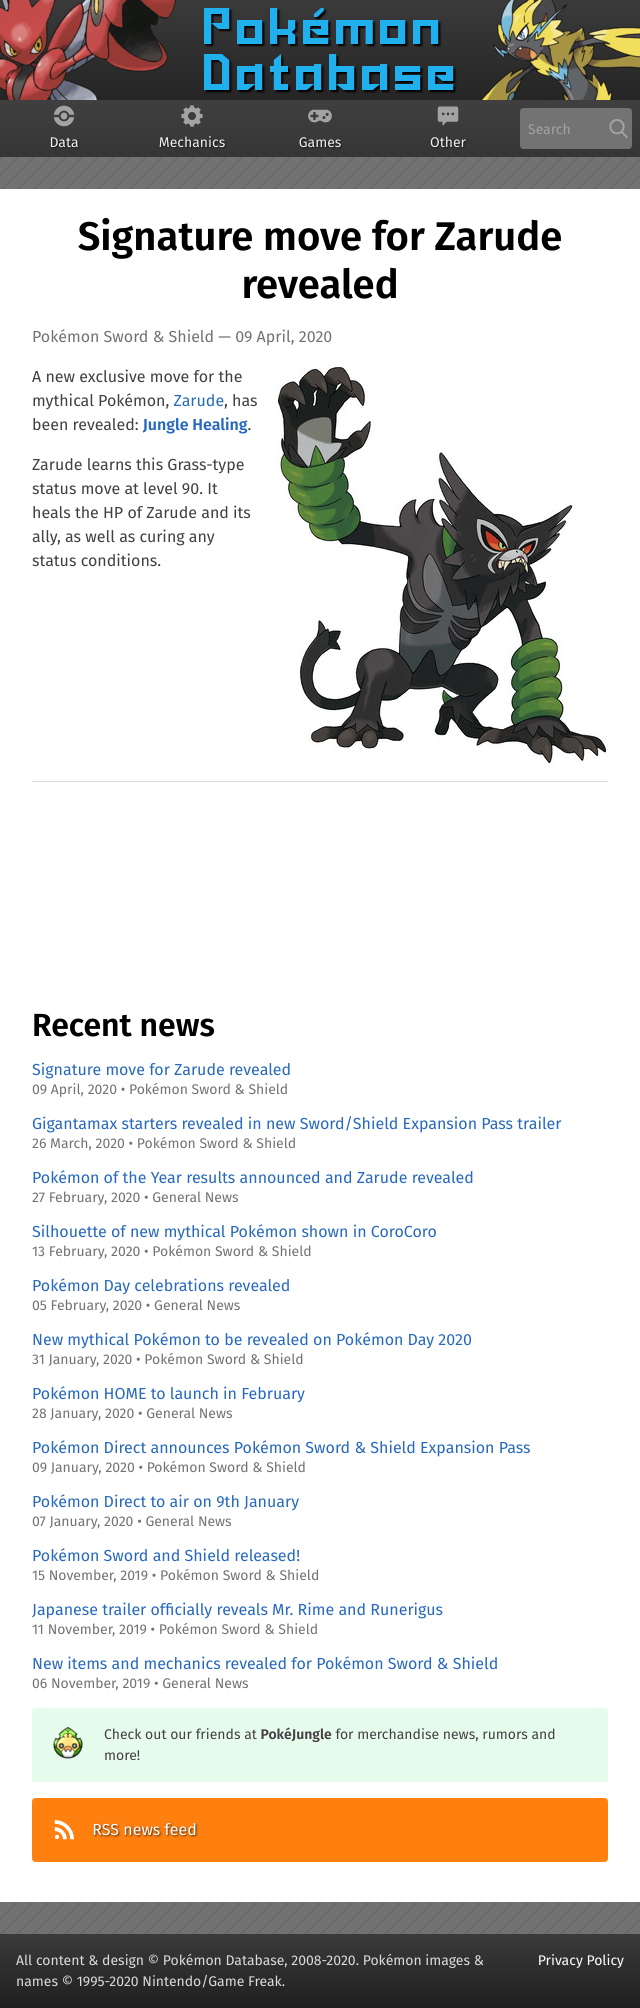 Pokémon
Database
Data
Mechanics
Games
Other
Search
Signature move for Zarude
revealed
Pokémon Sword & Shield — 09 April, 2020
A new exclusive move for the
mythical Pokémon, Zarude, has
been revealed: Jungle Healing.
Zarude learns this Grass-type
status move at level 90. It
heals the HP of Zarude and its
ally, as well as curing any
status conditions.
Recent news
Signature move for Zarude revealed
09 April, 2020 • Pokémon Sword & Shield
Gigantamax starters revealed in new Sword/Shield Expansion Pass trailer
26 March, 2020 • Pokémon Sword & Shield
Pokémon of the Year results announced and Zarude revealed
27 February, 2020 • General News
Silhouette of new mythical Pokémon shown in CoroCoro
13 February, 2020 • Pokémon Sword & Shield
Pokémon Day celebrations revealed
05 February, 2020 • General News
New mythical Pokémon to be revealed on Pokémon Day 2020
31 January, 2020 • Pokémon Sword & Shield
Pokémon HOME to launch in February
28 January, 2020 • General News
Pokémon Direct announces Pokémon Sword & Shield Expansion Pass
09 January, 2020 • Pokémon Sword & Shield
Pokémon Direct to air on 9th January
07 January, 2020 • General News
Pokémon Sword and Shield released!
15 November, 2019 • Pokémon Sword & Shield
Japanese trailer officially reveals Mr. Rime and Runerigus
11 November, 2019 • Pokémon Sword & Shield
New items and mechanics revealed for Pokémon Sword & Shield
06 November, 2019 • General News
Check out our friends at PokéJungle for merchandise news, rumors and
more!
RSS news feed
All content & design © Pokémon Database, 2008-2020. Pokémon images &
names © 1995-2020 Nintendo/Game Freak.
Privacy Policy